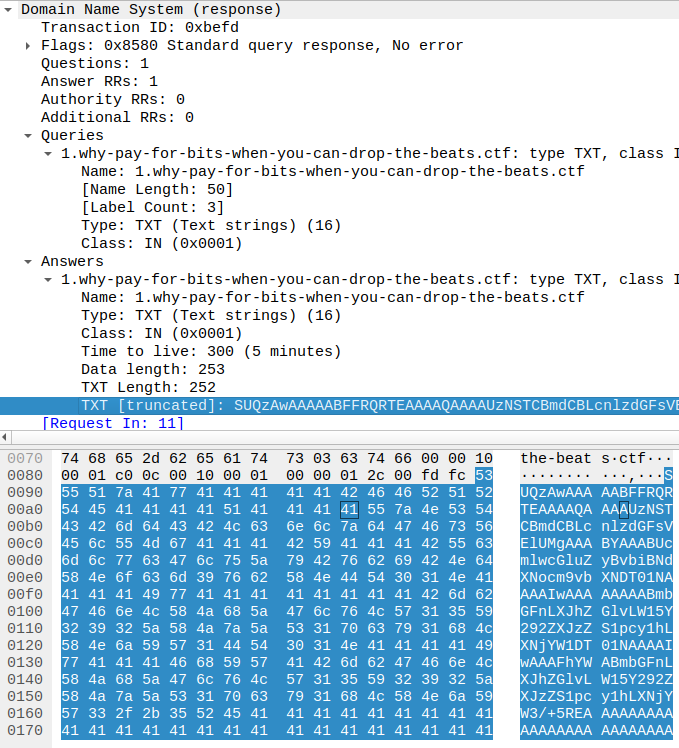 Domain Name System (response)
Transaction ID: 0xbefd
Flags: 0x8580 Standard query response, No error
Questions: 1
Answer RRs: 1
Authority RRs: 0
Additional RRs: 0
Queries
1.why-pay-for-bits-when-you-can-drop-the-beats.ctf: type TXT, class I
Name: 1.why-pay-for-bits-when-you-can-drop-the-beats.ctf
[Name Length: 50]
[Label Count: 3]
Type: TXT (Text strings) (16)
Class: IN (0x0001)
Answers
1.why-pay-for-bits-when-you-can-drop-the-beats.ctf: type TXT, class I
Name: 1.why-pay-for-bits-when-you-can-drop-the-beats.ctf
Type: TXT (Text strings) (16)
Class: IN (0x0001)
Time to live: 300 (5 minutes)
Data length: 253
TXT Length: 252
TXT [truncated]: SUQzAwAAAAABFFRQRTEAAAAQAAAAUzNSTCBmdCBLcnlzdGFsVE
[Request In: 11]
0070 74 68 65 2d 62 65 61 74 73 03 63 74 66 00 00 10 the-beat s·ctf···
0080 00 01 c0 0c 00 10 00 01 00 00 01 2c 00 fd fc 53 ········ ···,···S
0090 55 51 7a 41 77 41 41 41 41 41 42 46 46 52 51 52 UQzAwAAA AABFFRQR
00a0 54 45 41 41 41 41 51 41 41 41 41 55 7a 4e 53 54 TEAAAAQA AAAUzNST
00b0 43 42 6d 64 43 42 4c 63 6e 6c 7a 64 47 46 73 56 CBmdCBLc nlzdGFsV
00c0 45 6c 55 4d 67 41 41 41 42 59 41 41 41 42 55 63 ElUMgAAA BYAAABUc
00d0 6d 6c 77 63 47 6c 75 5a 79 42 76 62 69 42 4e 64 mlwcGluZ yBvbiBNd
00e0 58 4e 6f 63 6d 39 76 62 58 4e 44 54 30 31 4e 41 XNocm9vb XNDT01NA
00f0 41 41 41 49 77 41 41 41 41 41 41 41 41 42 6d 62 AAAIwAAA AAAAABmb
0100 47 46 6e 4c 58 4a 68 5a 47 6c 76 4c 57 31 35 59 GFnLXJhZ GlvLW15Y
0110 32 39 32 5a 58 4a 7a 5a 53 31 70 63 79 31 68 4c 292ZXJzZ S1pcy1hL
0120 58 4e 6a 59 57 31 44 54 30 31 4e 41 41 41 41 49 XNjYW1DT 01NAAAAI
0130 77 41 41 41 46 68 59 57 41 42 6d 62 47 46 6e 4c wAAAFhYW ABmbGFnL
0140 58 4a 68 5a 47 6c 76 4c 57 31 35 59 32 39 32 5a XJhZGlvL W15Y292Z
0150 58 4a 7a 5a 53 31 70 63 79 31 68 4c 58 4e 6a 59 XJzZS1pc y1hLXNjY
0160 57 33 2f 2b 35 52 45 41 41 41 41 41 41 41 41 41 W3/+5REA AAAAAAAA
0170 41 41 41 41 41 41 41 41 41 41 41 41 41 41 41 41 AAAAAAAA AAAAAAAA